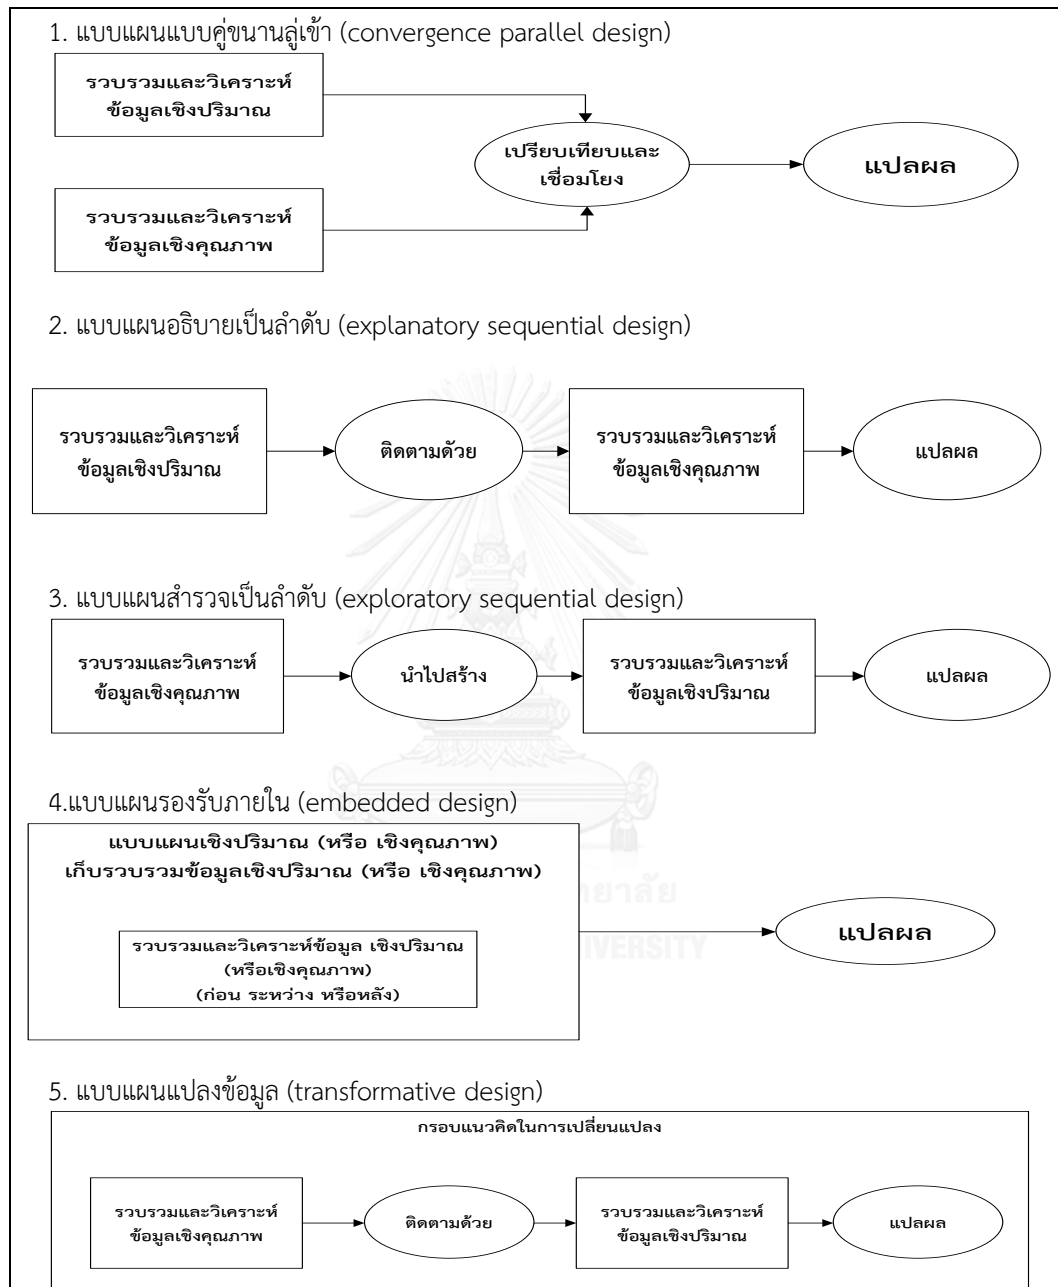 1. แบบแผนแบบคู่ขนานลู่เข้า (convergence parallel design)
รวบรวมและวิเคราะห์
ข้อมูลเชิงปริมาณ
เปรียบเทียบและ
เชื่อมโยง
แปลผล
รวบรวมและวิเคราะห์
ข้อมูลเชิงคุณภาพ
2. แบบแผนอธิบายเป็นลำดับ (explanatory sequential design)
รวบรวมและวิเคราะห์
ข้อมูลเชิงปริมาณ
ติดตามด้วย
รวบรวมและวิเคราะห์
ข้อมูลเชิงคุณภาพ
แปลผล
3. แบบแผนสำรวจเป็นลำดับ (exploratory sequential design)
รวบรวมและวิเคราะห์
ข้อมูลเชิงคุณภาพ
นำไปสร้าง
รวบรวมและวิเคราะห์
ข้อมูลเชิงปริมาณ
แปลผล
4.แบบแผนรองรับภายใน (embedded design)
แบบแผนเชิงปริมาณ (หรือ เชิงคุณภาพ)
เก็บรวบรวมข้อมูลเชิงปริมาณ (หรือ เชิงคุณภาพ)
รวบรวมและวิเคราะห์ข้อมูล เชิงปริมาณ
(หรือเชิงคุณภาพ)
(ก่อน ระหว่าง หรือหลัง)
แปลผล
5. แบบแผนแปลงข้อมูล (transformative design)
กรอบแนวคิดในการเปลี่ยนแปลง
รวบรวมและวิเคราะห์
ข้อมูลเชิงคุณภาพ
ติดตามด้วย
รวบรวมและวิเคราะห์
ข้อมูลเชิงปริมาณ
แปลผล